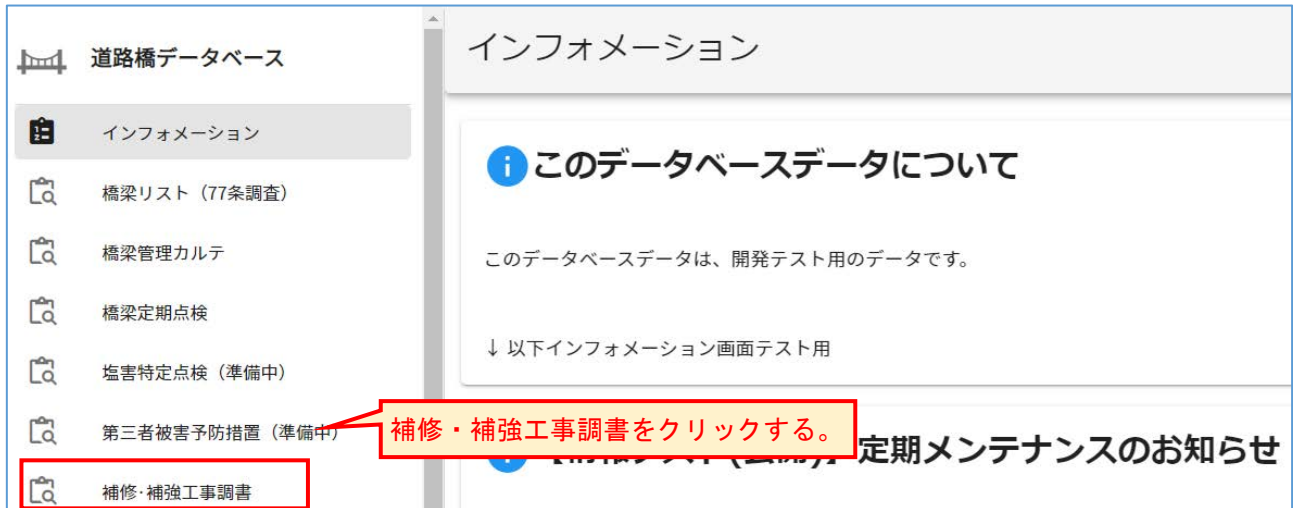 道路橋データベース
インフォメーション
橋梁リスト（77条調査）
橋梁管理カルテ
橋梁定期点検
塩害特定点検（準備中）
第三者被害予防措置（準備中）
補修･補強工事調書
インフォメーション
このデータベースデータについて
このデータベースデータは、開発テスト用のデータです。
↓ 以下インフォメーション画面テスト用
補修・補強工事調書をクリックする。
定期メンテナンスのお知らせ